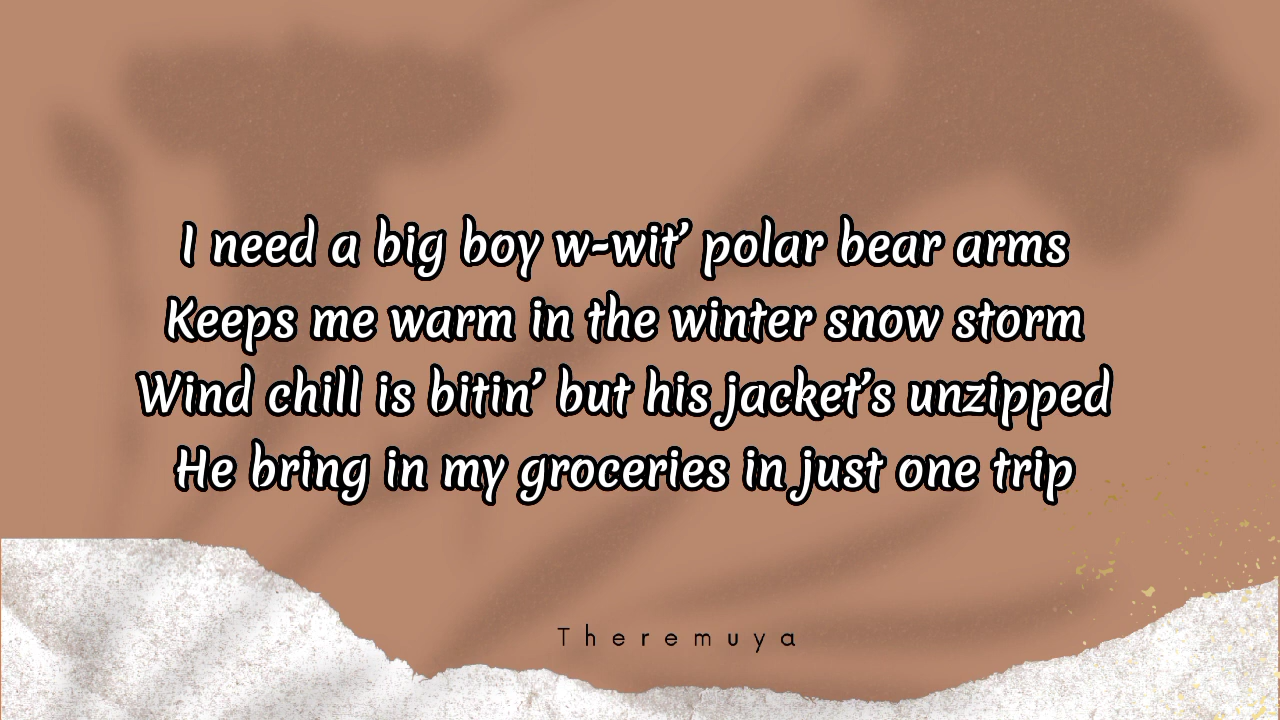 I need a big boy w-wit’ polar bear arms
Keeps me warm in the winter snow storm
Wind chill is bitin’ but his jacket’s unzipped
He bring in my groceries in just one trip
Theremuya